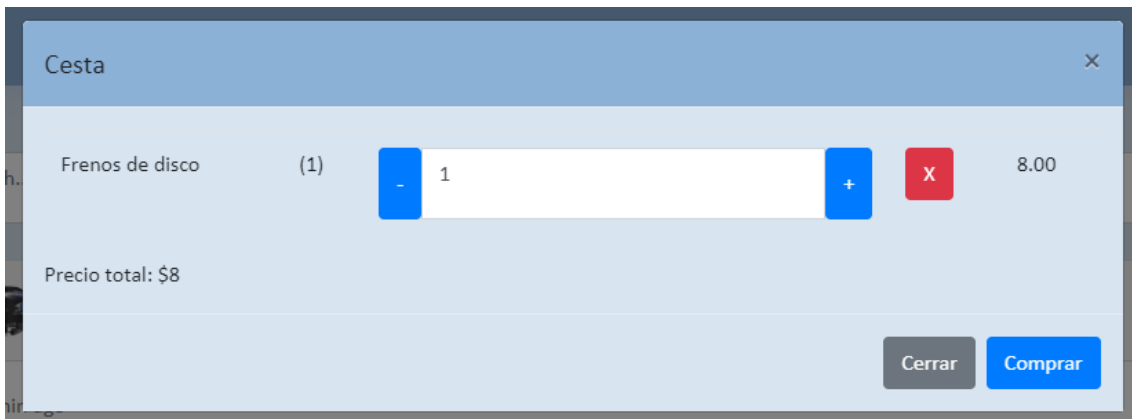 Cesta ×
Frenos de disco (1) - 1 + X 8.00
Precio total: $8
Cerrar Comprar